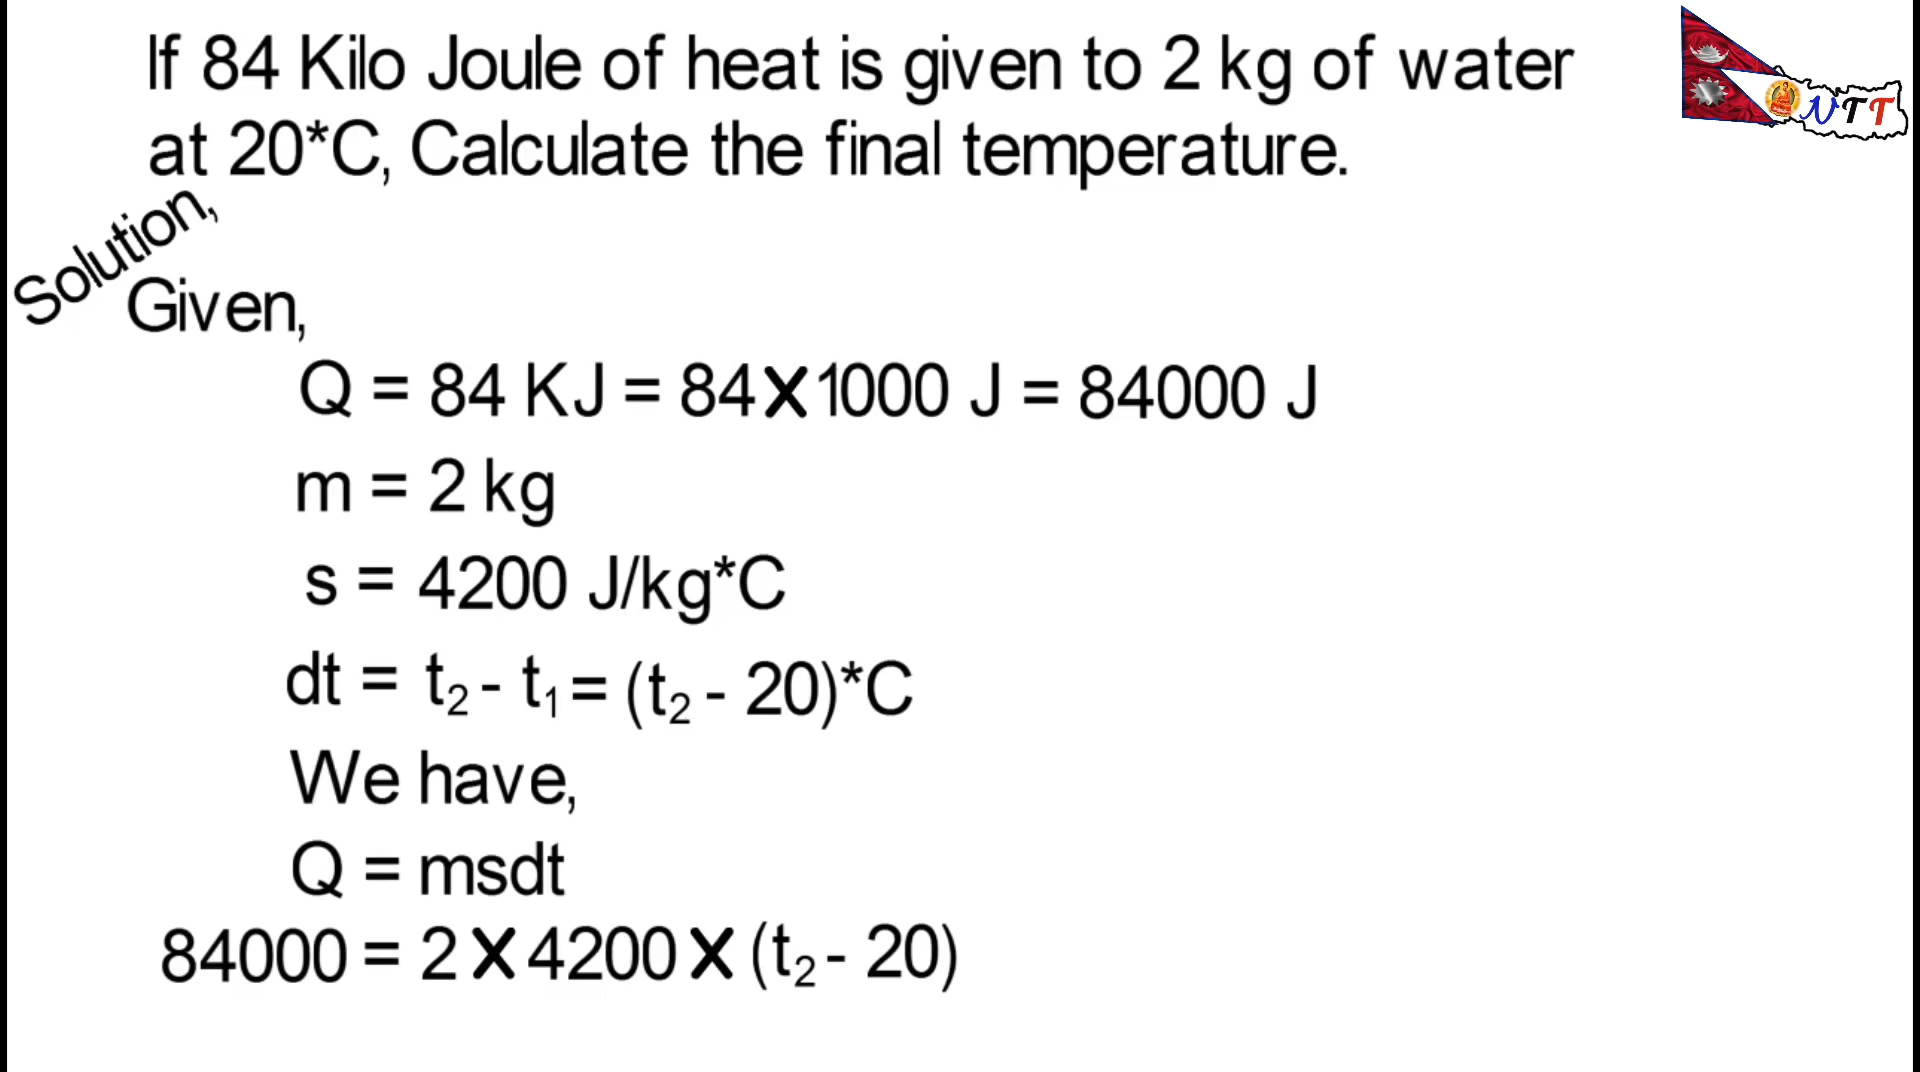 If 84 Kilo Joule of heat is given to 2 kg of water
at 20*C, Calculate the final temperature.
NTT
Solution,
Given,
Q = 84 KJ = 84X1000 J = 84000 J
m = 2 kg
s = 4200 J/kg*C
dt = t₂ - t₁ = (t₂ - 20)*C
We have,
Q = msdt
84000 = 2 X 4200 X (t₂ - 20)